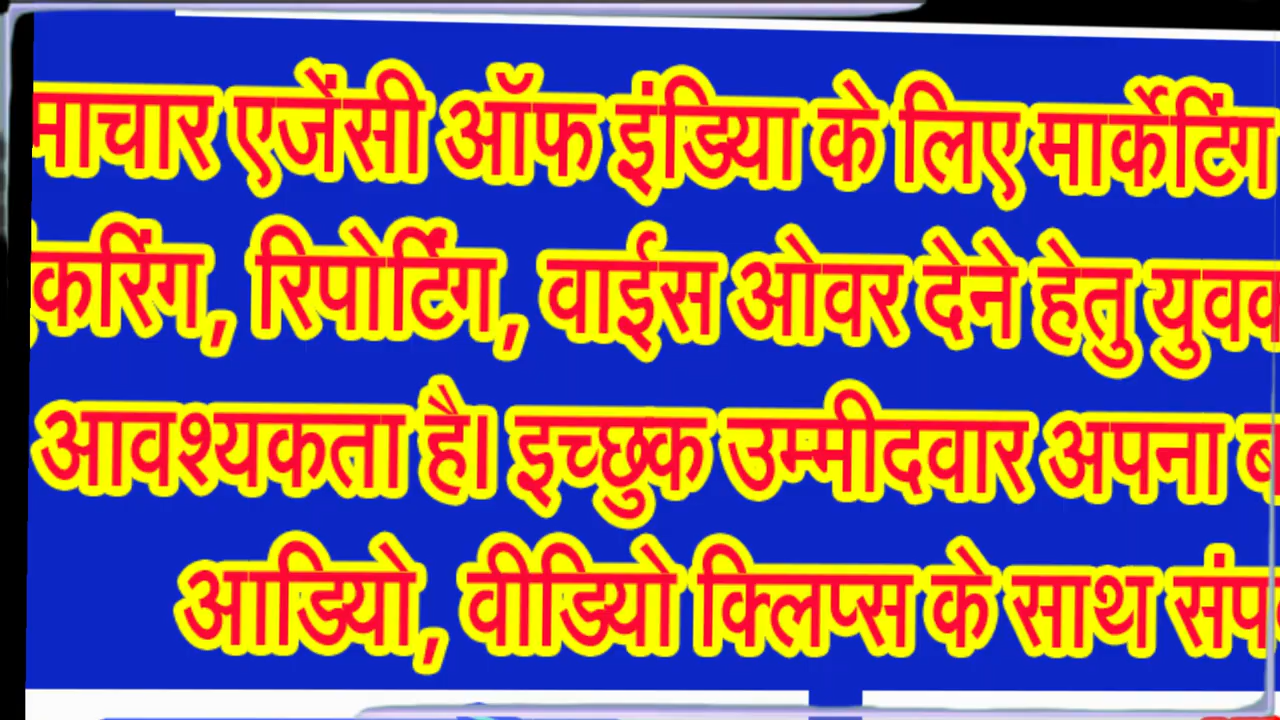 माचार एजेंसी ऑफ इंडिया के लिए मार्केटिंग
करिंग, रिपोर्टिंग, वाईस ओवर देने हेतु युवक
आवश्यकता है। इच्छुक उम्मीदवार अपना
आडियो, वीडियो क्लिप्स के साथ संप